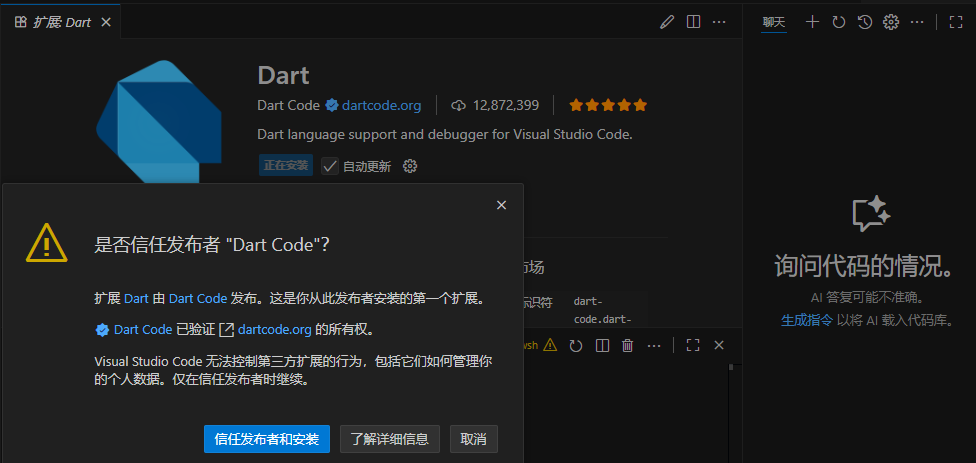 扩展: Dart
聊天
Dart
Dart Code dartcode.org 12,872,399
Dart language support and debugger for Visual Studio Code.
正在安装 自动更新
是否信任发布者 "Dart Code"?
扩展 Dart 由 Dart Code 发布。这是你从此发布者安装的第一个扩展。
Dart Code 已验证 dartcode.org 的所有权。
Visual Studio Code 无法控制第三方扩展的行为，包括它们如何管理你
的个人数据。仅在信任发布者时继续。
信任发布者和安装 了解详细信息 取消
市场
标识符 dart-
code.dart-
询问代码的情况。
AI 答复可能不准确。
生成指令 以将 AI 载入代码库。